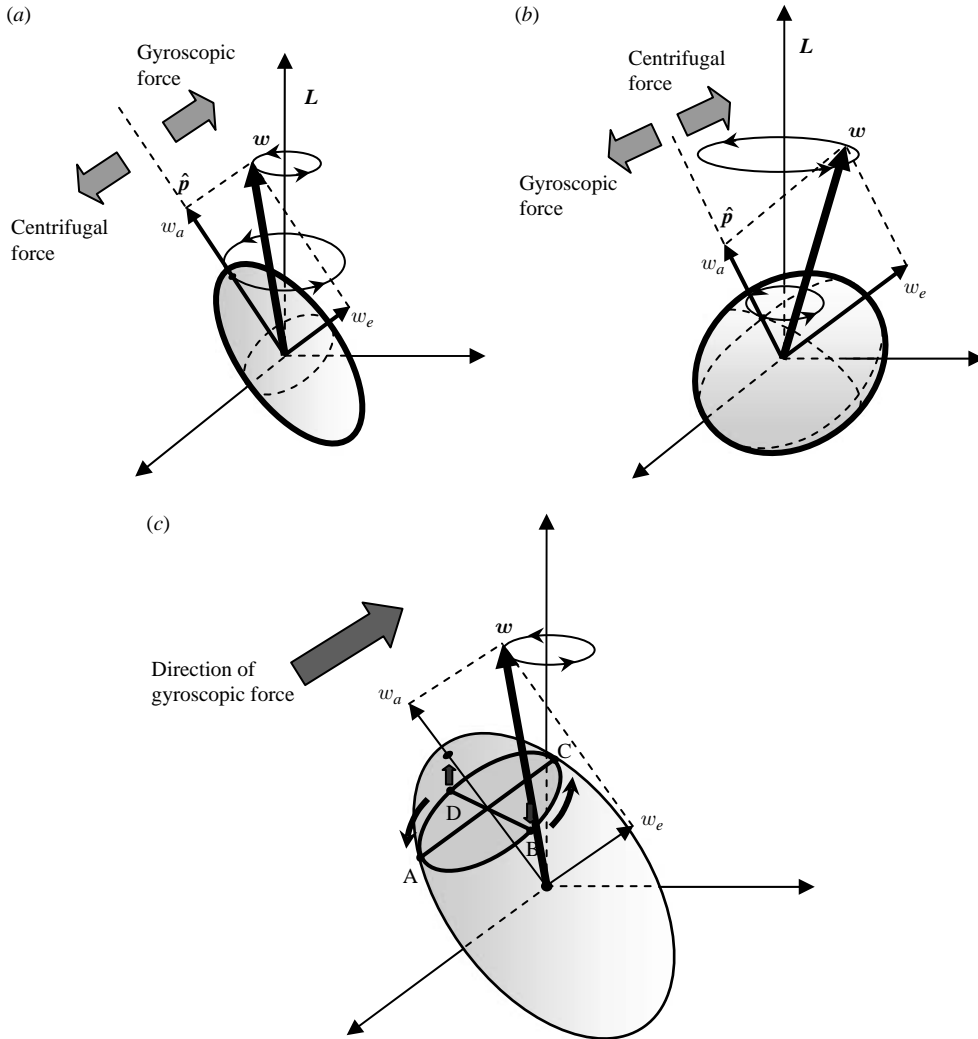 (a)
Gyroscopic
force
L
w
Centrifugal
force
p̂
w_a
w_e
(b)
Centrifugal
force
L
w
Gyroscopic
force
p̂
w_a
w_e
(c)
w
Direction of
gyroscopic force
w_a
C
D
B
w_e
A